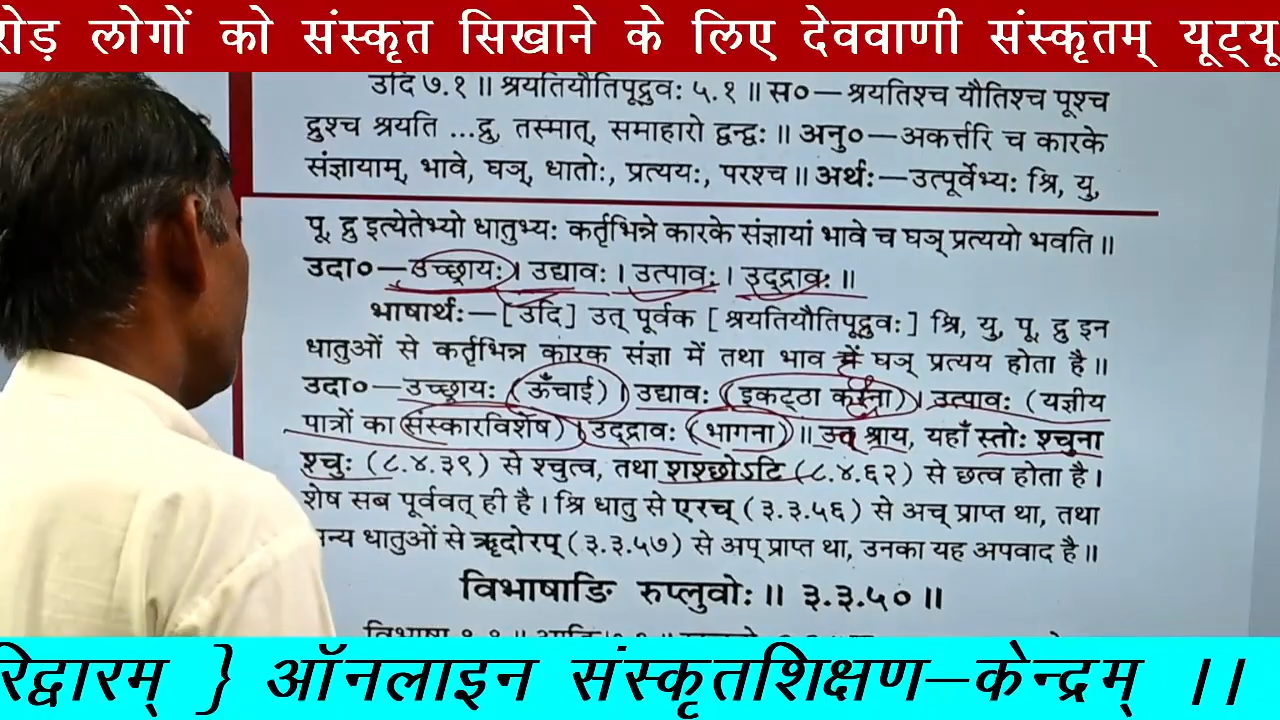 लोगों को संस्कृत सिखाने के लिए देववाणी संस्कृतम्
उदि ७.१॥ श्रयतियौतिपूद्रुवः ५.१॥ स०—श्रयतिश्च यौतिश्च पूश्च
द्रुश्च श्रयति ...द्रु, तस्मात्, समाहारो द्वन्द्वः॥ अनु०—अकर्त्तरि च कारके
संज्ञायाम्, भावे, घञ्, धातोः, प्रत्ययः, परश्च॥ अर्थः—उत्पूर्वेभ्यः श्रि, यु,
पू, द्रु इत्येतेभ्यो धातुभ्यः कर्तृभिन्ने कारके संज्ञायां भावे च घञ् प्रत्ययो भवति॥
उदा०—उच्छ्रायः। उद्यावः। उत्पावः। उद्द्रावः॥
भाषार्थः—[उदि] उत् पूर्वक [श्रयतियौतिपूद्रुवः] श्रि, यु, पू, द्रु इन
धातुओं से कर्तृभिन्न कारक संज्ञा में तथा भाव में घञ् प्रत्यय होता है॥
उदा०—उच्छ्रायः (ऊँचाई)। उद्यावः (इकट्ठा करना)। उत्पावः (यज्ञीय
पात्रों का संस्कारविशेष)। उद्द्रावः (भागना)॥ उत् श्राय, यहाँ स्तोः श्चुना
श्चुः (८.४.३९) से श्चुत्व, तथा शश्छोऽटि (८.४.६२) से छत्व होता है।
शेष सब पूर्ववत् ही है। श्रि धातु से एरच् (३.३.५६) से अच् प्राप्त था, तथा
धातुओं से ॠदोरप् (३.३.५७) से अप् प्राप्त था, उनका यह अपवाद है॥
विभाषाङि रुप्लुवोः॥ ३.३.५०॥
} ऑनलाइन संस्कृतशिक्षण–केन्द्रम् ।।